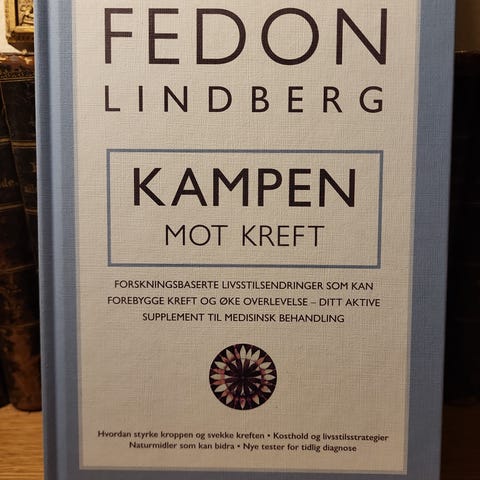 FEDON
LINDBERG
KAMPEN
MOT KREFT
FORSKNINGSBASERTE LIVSSTILSENDRINGER SOM KAN
FOREBYGGE KREFT OG ØKE OVERLEVELSE – DITT AKTIVE
SUPPLEMENT TIL MEDISINSK BEHANDLING
Hvordan styrke kroppen og svekke kreften • Kosthold og livsstilsstrategier
Naturmidler som kan bidra • Nye tester for tidlig diagnose